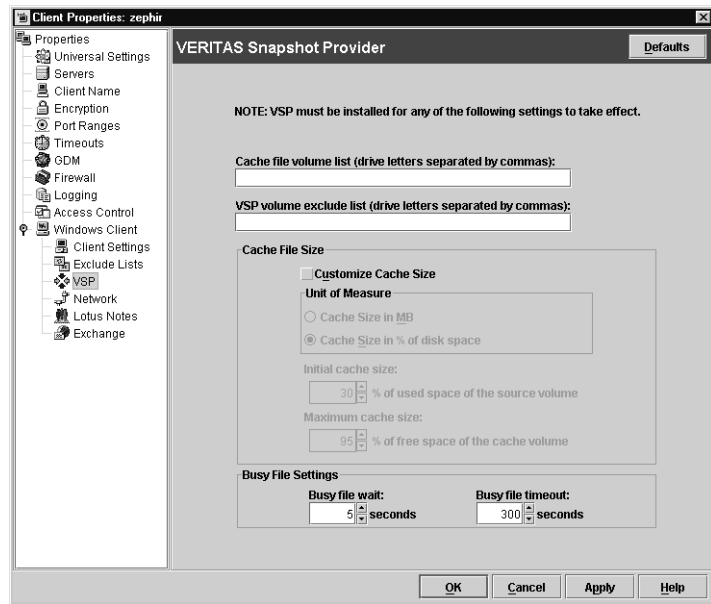 Client Properties: zephir
Properties
Universal Settings
Servers
Client Name
Encryption
Port Ranges
Timeouts
GDM
Firewall
Logging
Access Control
Windows Client
Client Settings
Exclude Lists
VSP
Network
Lotus Notes
Exchange
VERITAS Snapshot Provider
Defaults
NOTE: VSP must be installed for any of the following settings to take effect.
Cache file volume list (drive letters separated by commas):
VSP volume exclude list (drive letters separated by commas):
Cache File Size
Customize Cache Size
Unit of Measure
Cache Size in MB
Cache Size in % of disk space
Initial cache size:
30 % of used space of the source volume
Maximum cache size:
95 % of free space of the cache volume
Busy File Settings
Busy file wait: Busy file timeout:
5 seconds 300 seconds
OK Cancel Apply Help